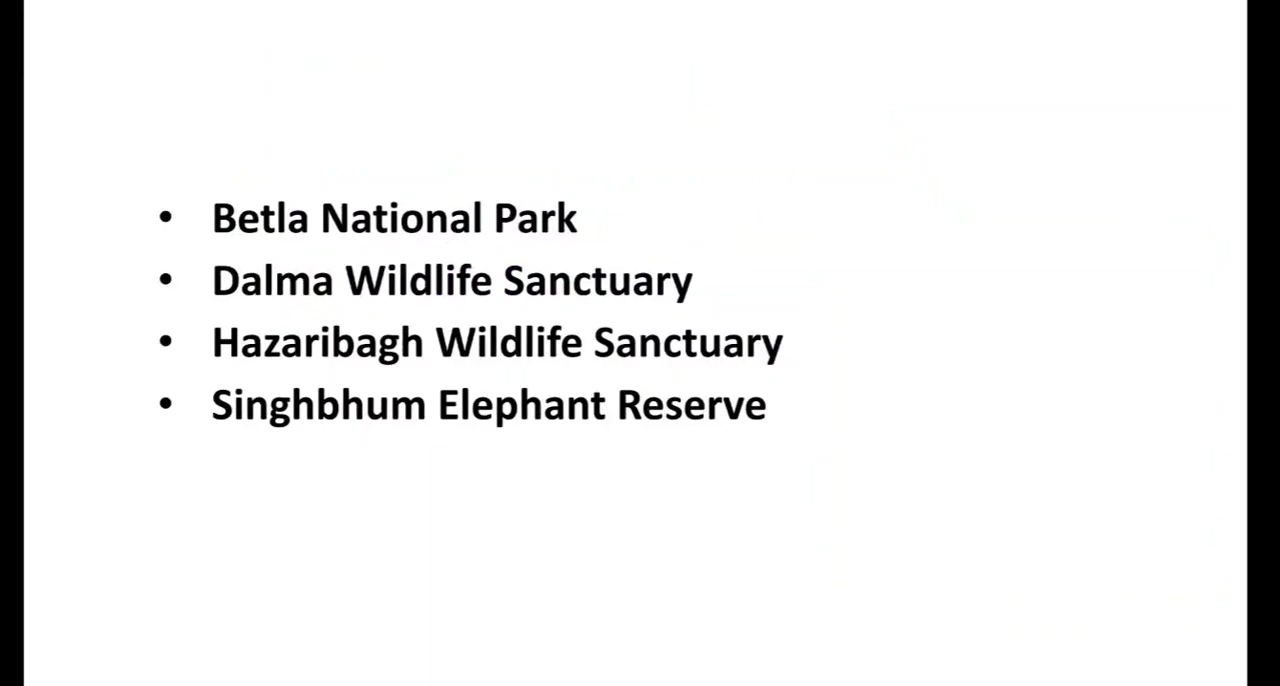 • Betla National Park
• Dalma Wildlife Sanctuary
• Hazaribagh Wildlife Sanctuary
• Singhbhum Elephant Reserve